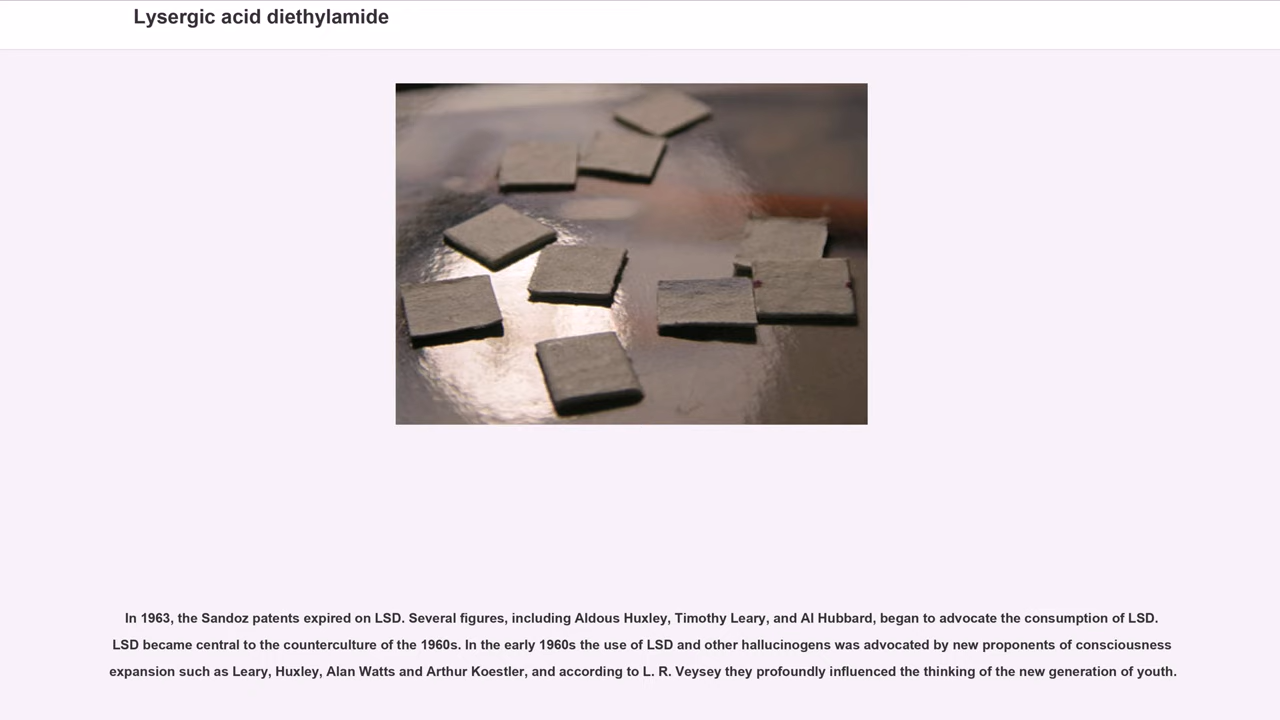 Lysergic acid diethylamide
In 1963, the Sandoz patents expired on LSD. Several figures, including Aldous Huxley, Timothy Leary, and Al Hubbard, began to advocate the consumption of LSD.
LSD became central to the counterculture of the 1960s. In the early 1960s the use of LSD and other hallucinogens was advocated by new proponents of consciousness
expansion such as Leary, Huxley, Alan Watts and Arthur Koestler, and according to L. R. Veysey they profoundly influenced the thinking of the new generation of youth.